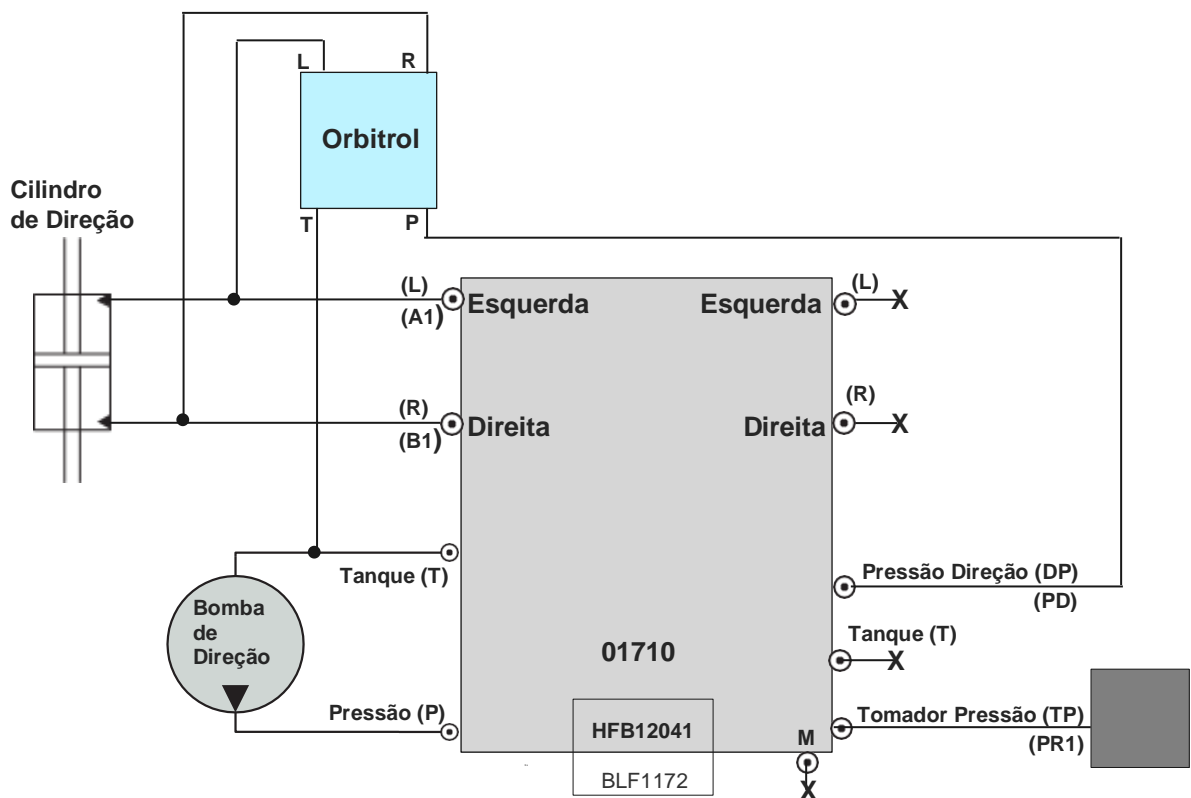 L
R
Orbitrol
Cilindro
de Direção
T
P
(L)
(A1)
Esquerda
Esquerda
(L)
X
(R)
(B1)
Direita
Direita
(R)
X
Tanque (T)
Pressão Direção (DP)
(PD)
Bomba
de
Direção
01710
Tanque (T)
X
Pressão (P)
HFB12041
M
Tomador Pressão (TP)
(PR1)
BLF1172
X